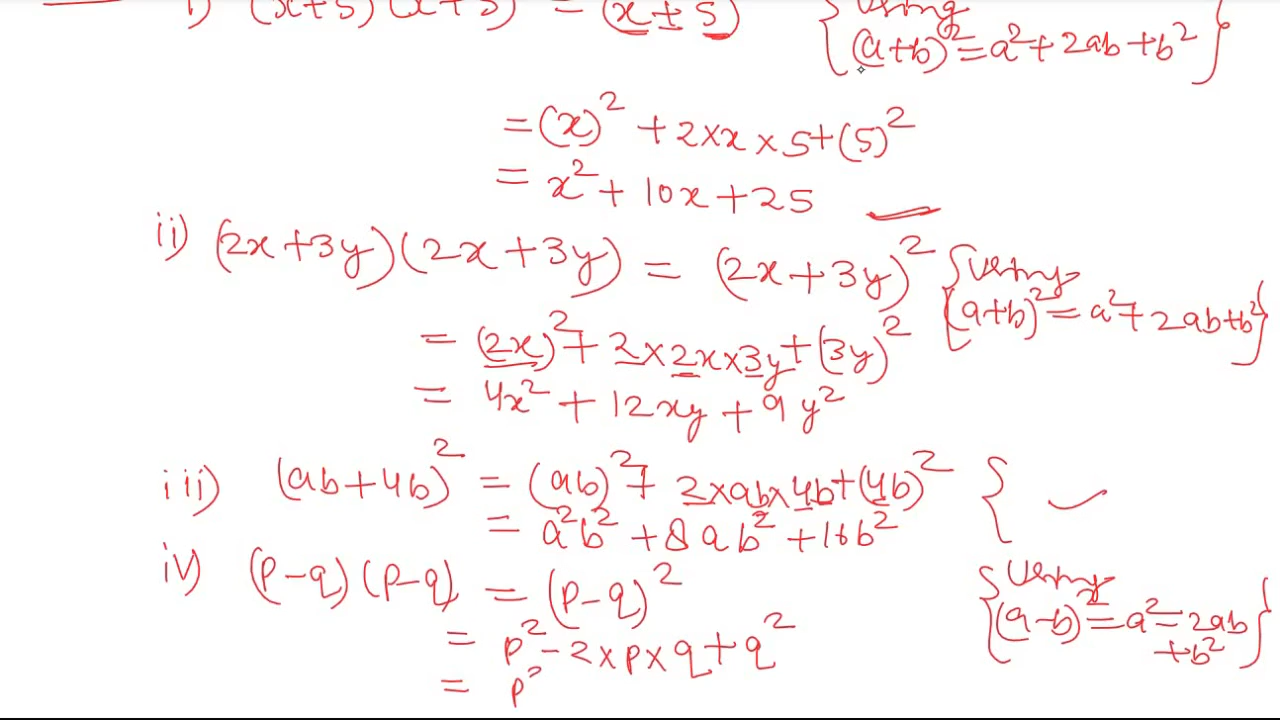 i) (x+5)(x+5) = (x+5) {using
(a+b)²=a²+2ab+b²}
=(x)²+2×x×5+(5)²
= x²+10x+25
ii) (2x+3y)(2x+3y) = (2x+3y)² {using
(a+b)²=a²+2ab+b²}
= (2x)²+2×2x×3y+(3y)²
= 4x²+12xy+9y²
iii) (ab+4b)² = (ab)²+2×ab×4b+(4b)² {
= a²b²+8ab²+16b²
iv) (p-q)(p-q) = (p-q)² {using
(a-b)²=a²-2ab
+b²}
= p²-2×p×q+q²
= p²